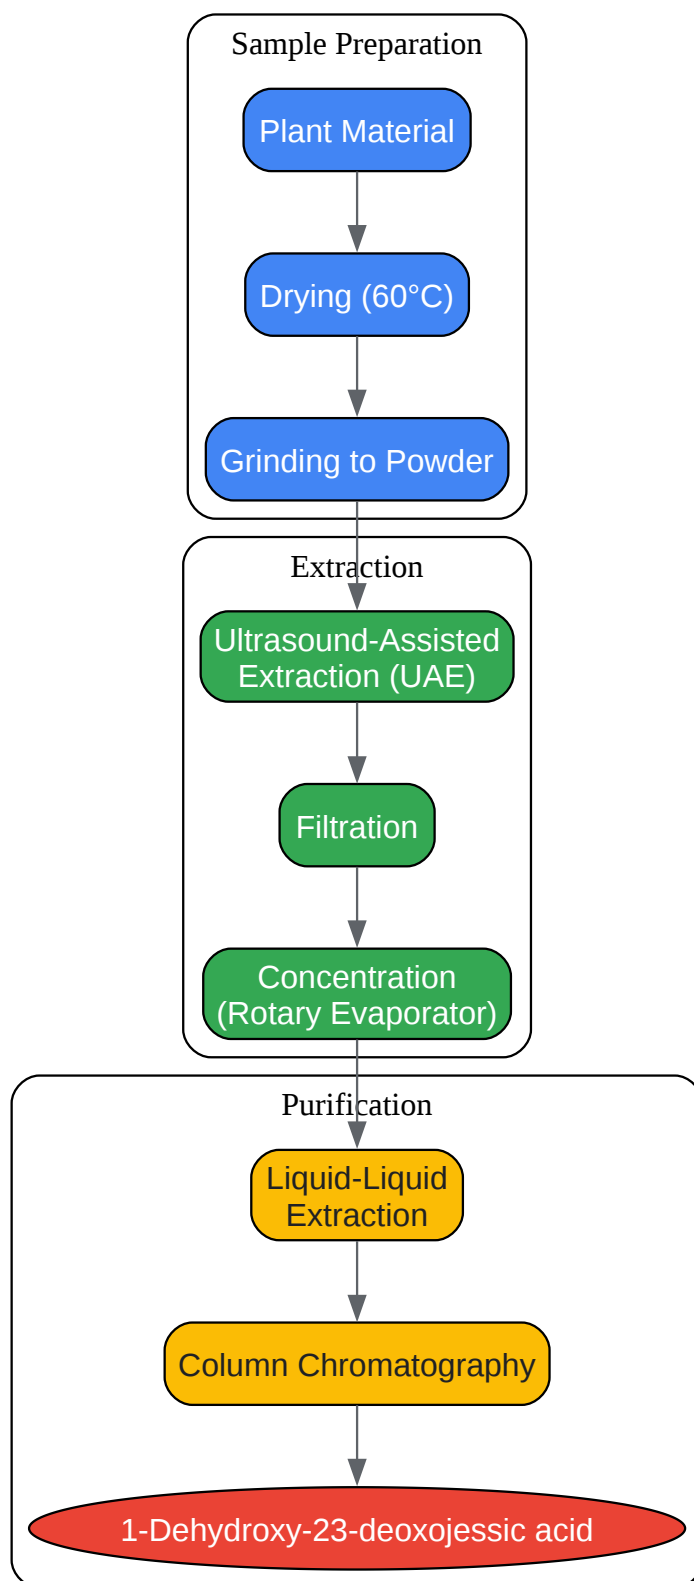 Sample Preparation
Plant Material
Drying (60°C)
Grinding to Powder
Extraction
Ultrasound-Assisted
Extraction (UAE)
Filtration
Concentration
(Rotary Evaporator)
Purification
Liquid-Liquid
Extraction
Column Chromatography
1-Dehydroxy-23-deoxojessic acid